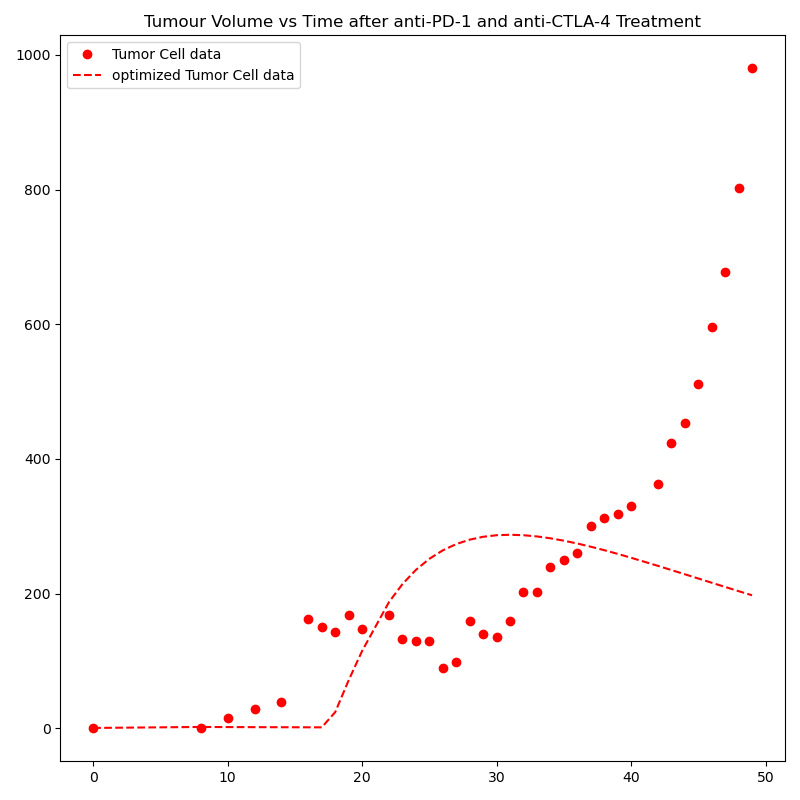 Tumour Volume vs Time after anti-PD-1 and anti-CTLA-4 Treatment
Tumor Cell data
optimized Tumor Cell data
1000
800
600
400
200
0
0 10 20 30 40 50